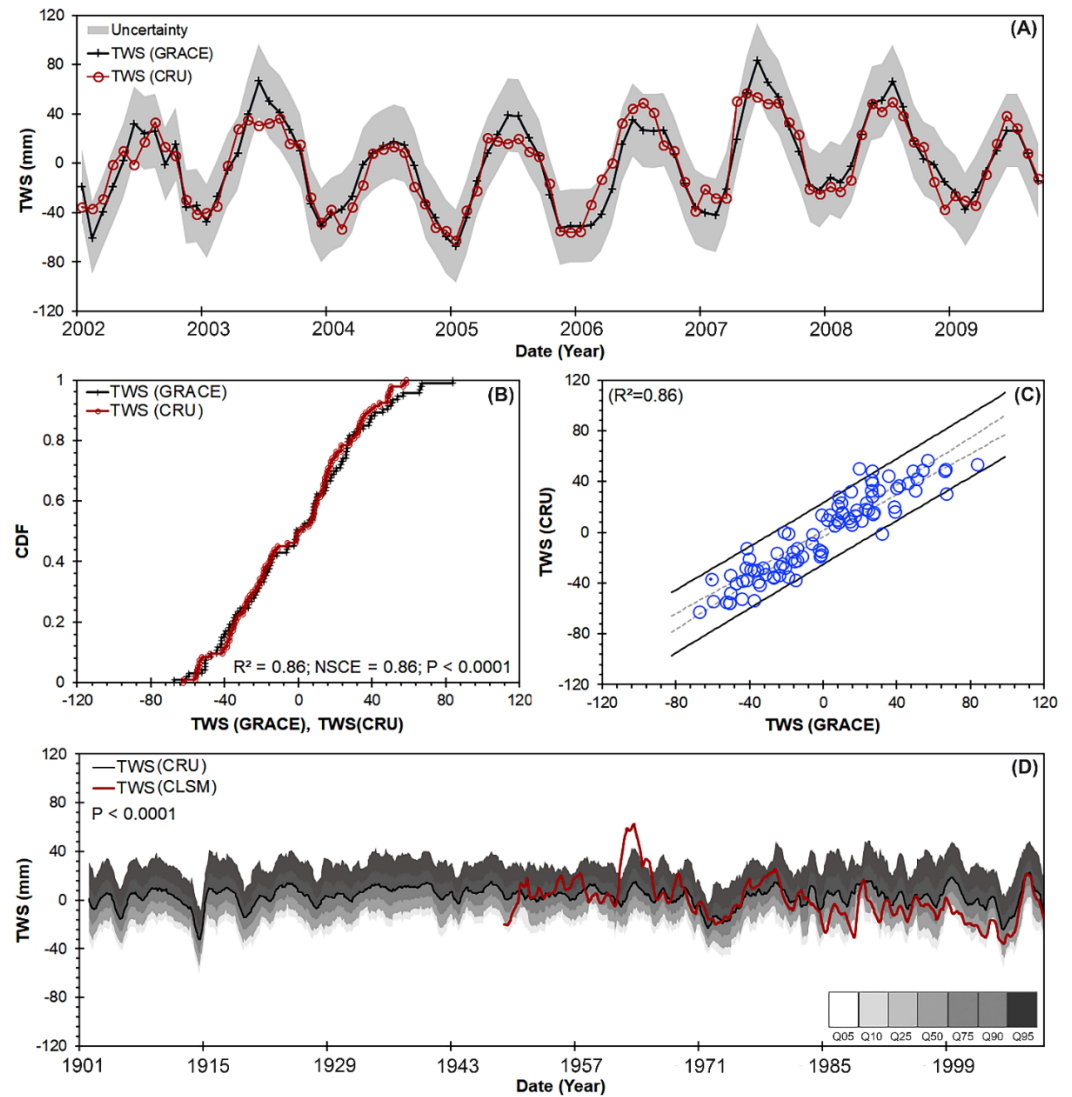 120
80
40
0
-40
-80
-120
TWS (mm)
Uncertainty
TWS (GRACE)
TWS (CRU)
(A)
2002 2003 2004 2005 2006 2007 2008 2009
Date (Year)
1
0.8
0.6
0.4
0.2
0
CDF
TWS (GRACE)
TWS (CRU)
(B)
R² = 0.86; NSCE = 0.86; P < 0.0001
-120 -80 -40 0 40 80 120
TWS (GRACE), TWS(CRU)
120
80
40
0
-40
-80
-120
TWS (CRU)
(R²=0.86)
(C)
-120 -80 -40 0 40 80 120
TWS (GRACE)
120
80
40
0
-40
-80
-120
TWS (mm)
TWS (CRU)
TWS (CLSM)
P < 0.0001
(D)
Q05 Q10 Q25 Q50 Q75 Q90 Q95
1901 1915 1929 1943 1957 1971 1985 1999
Date (Year)